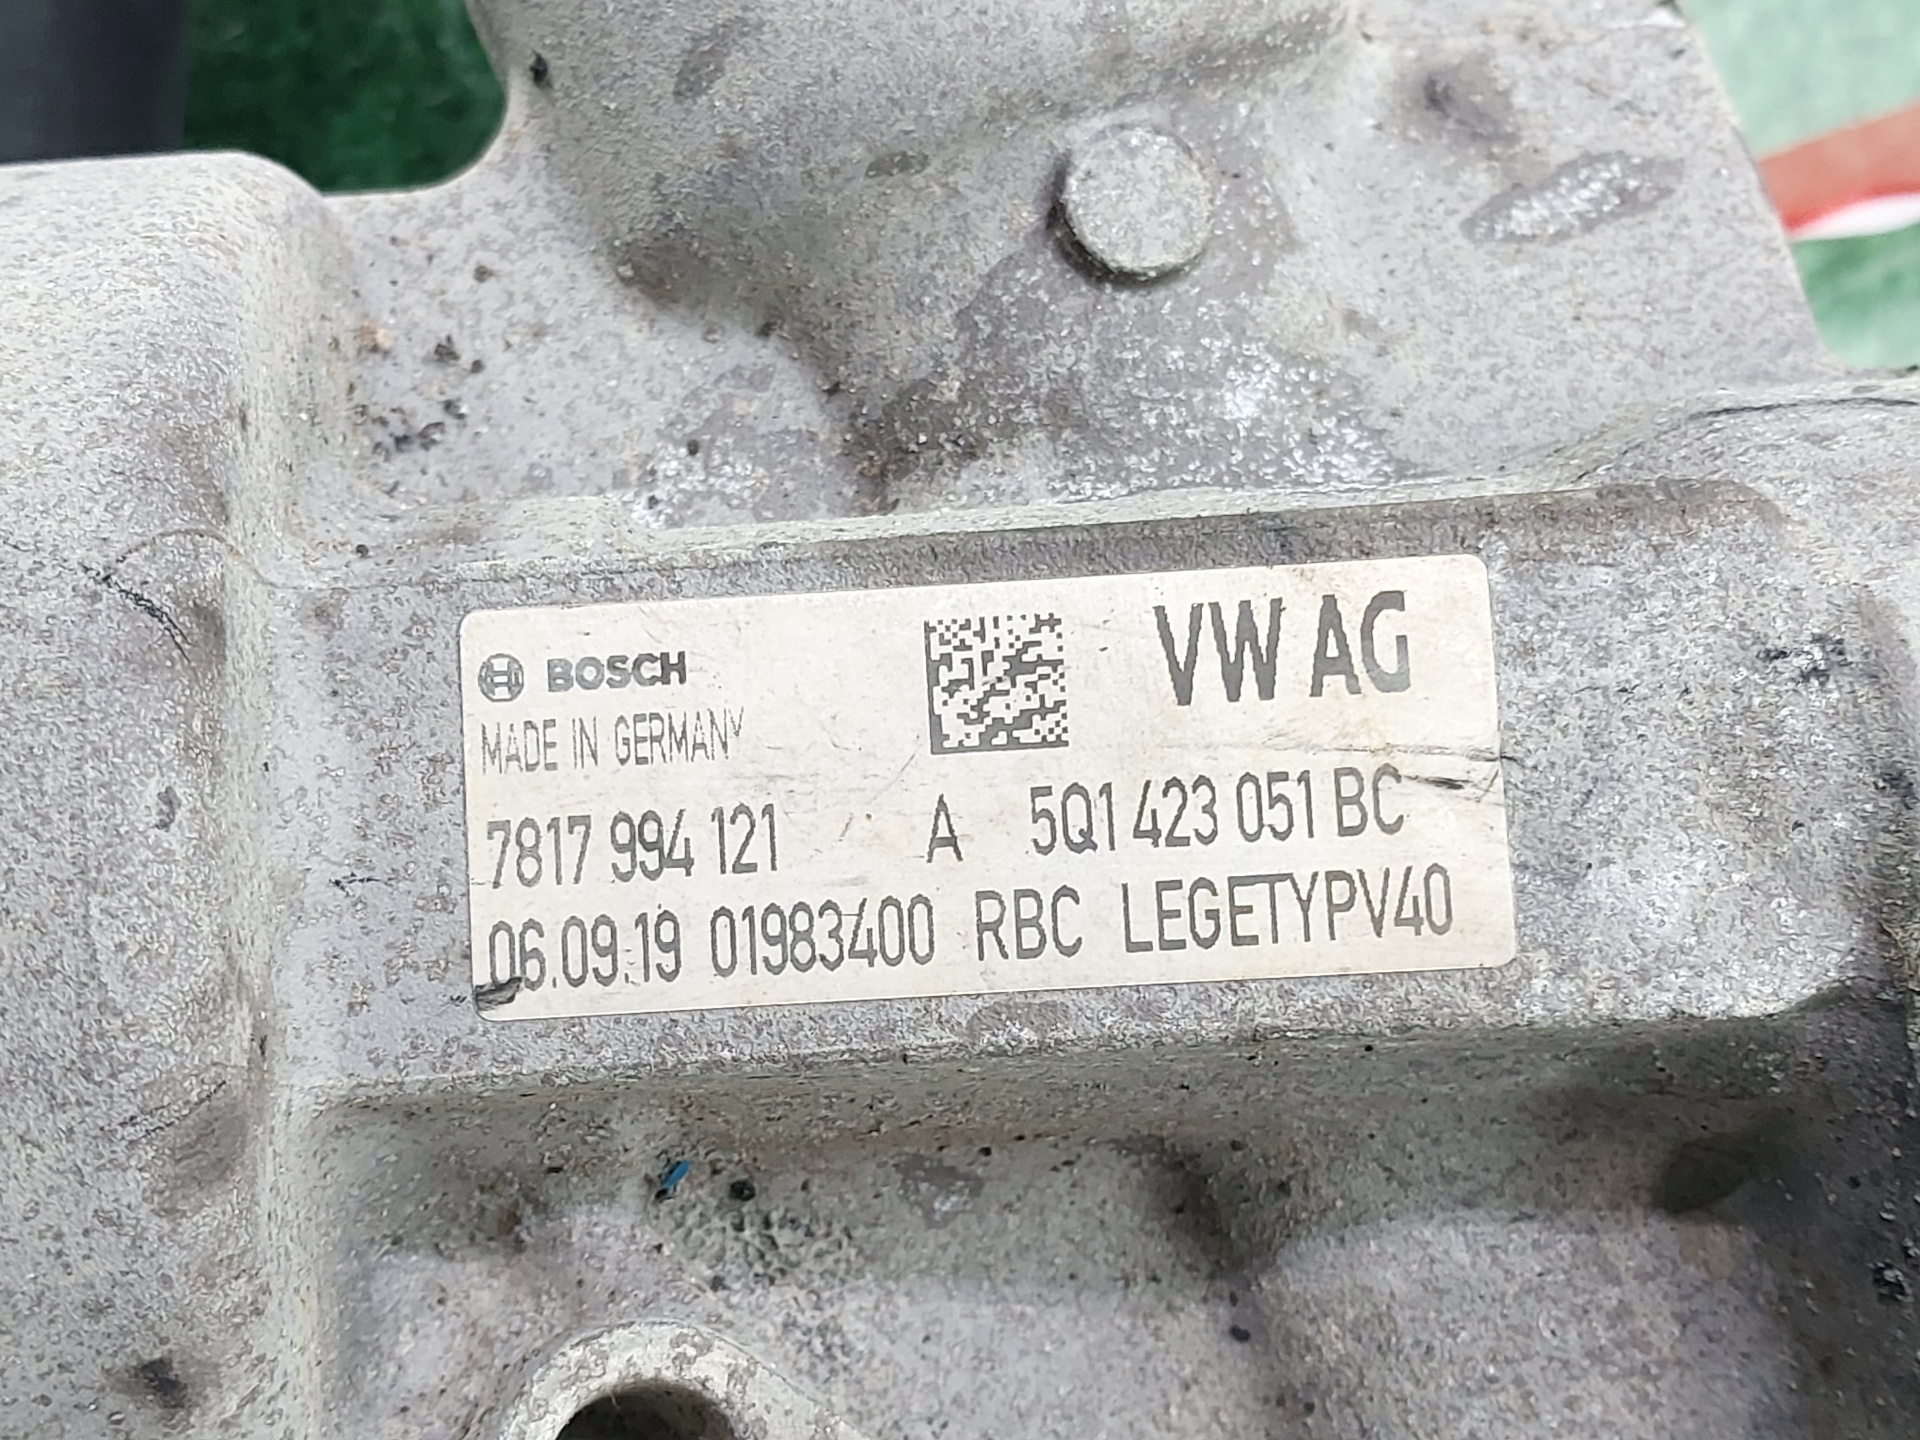 BOSCH
VW AG
MADE IN GERMANY
7817 994 121 A 5Q1 423 051 BC
06.09.19 01983400 RBC LEGETYPV40